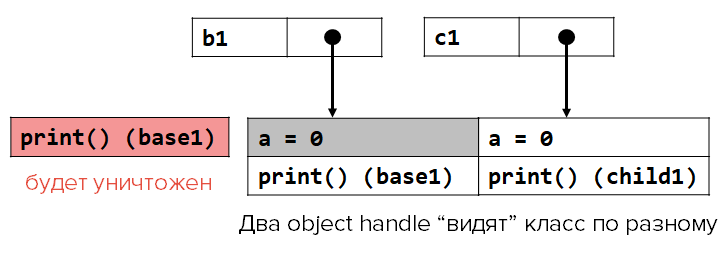 b1
c1
print() (base1)
a = 0
a = 0
будет уничтожен
print() (base1)
print() (child1)
Два object handle “видят” класс по разному